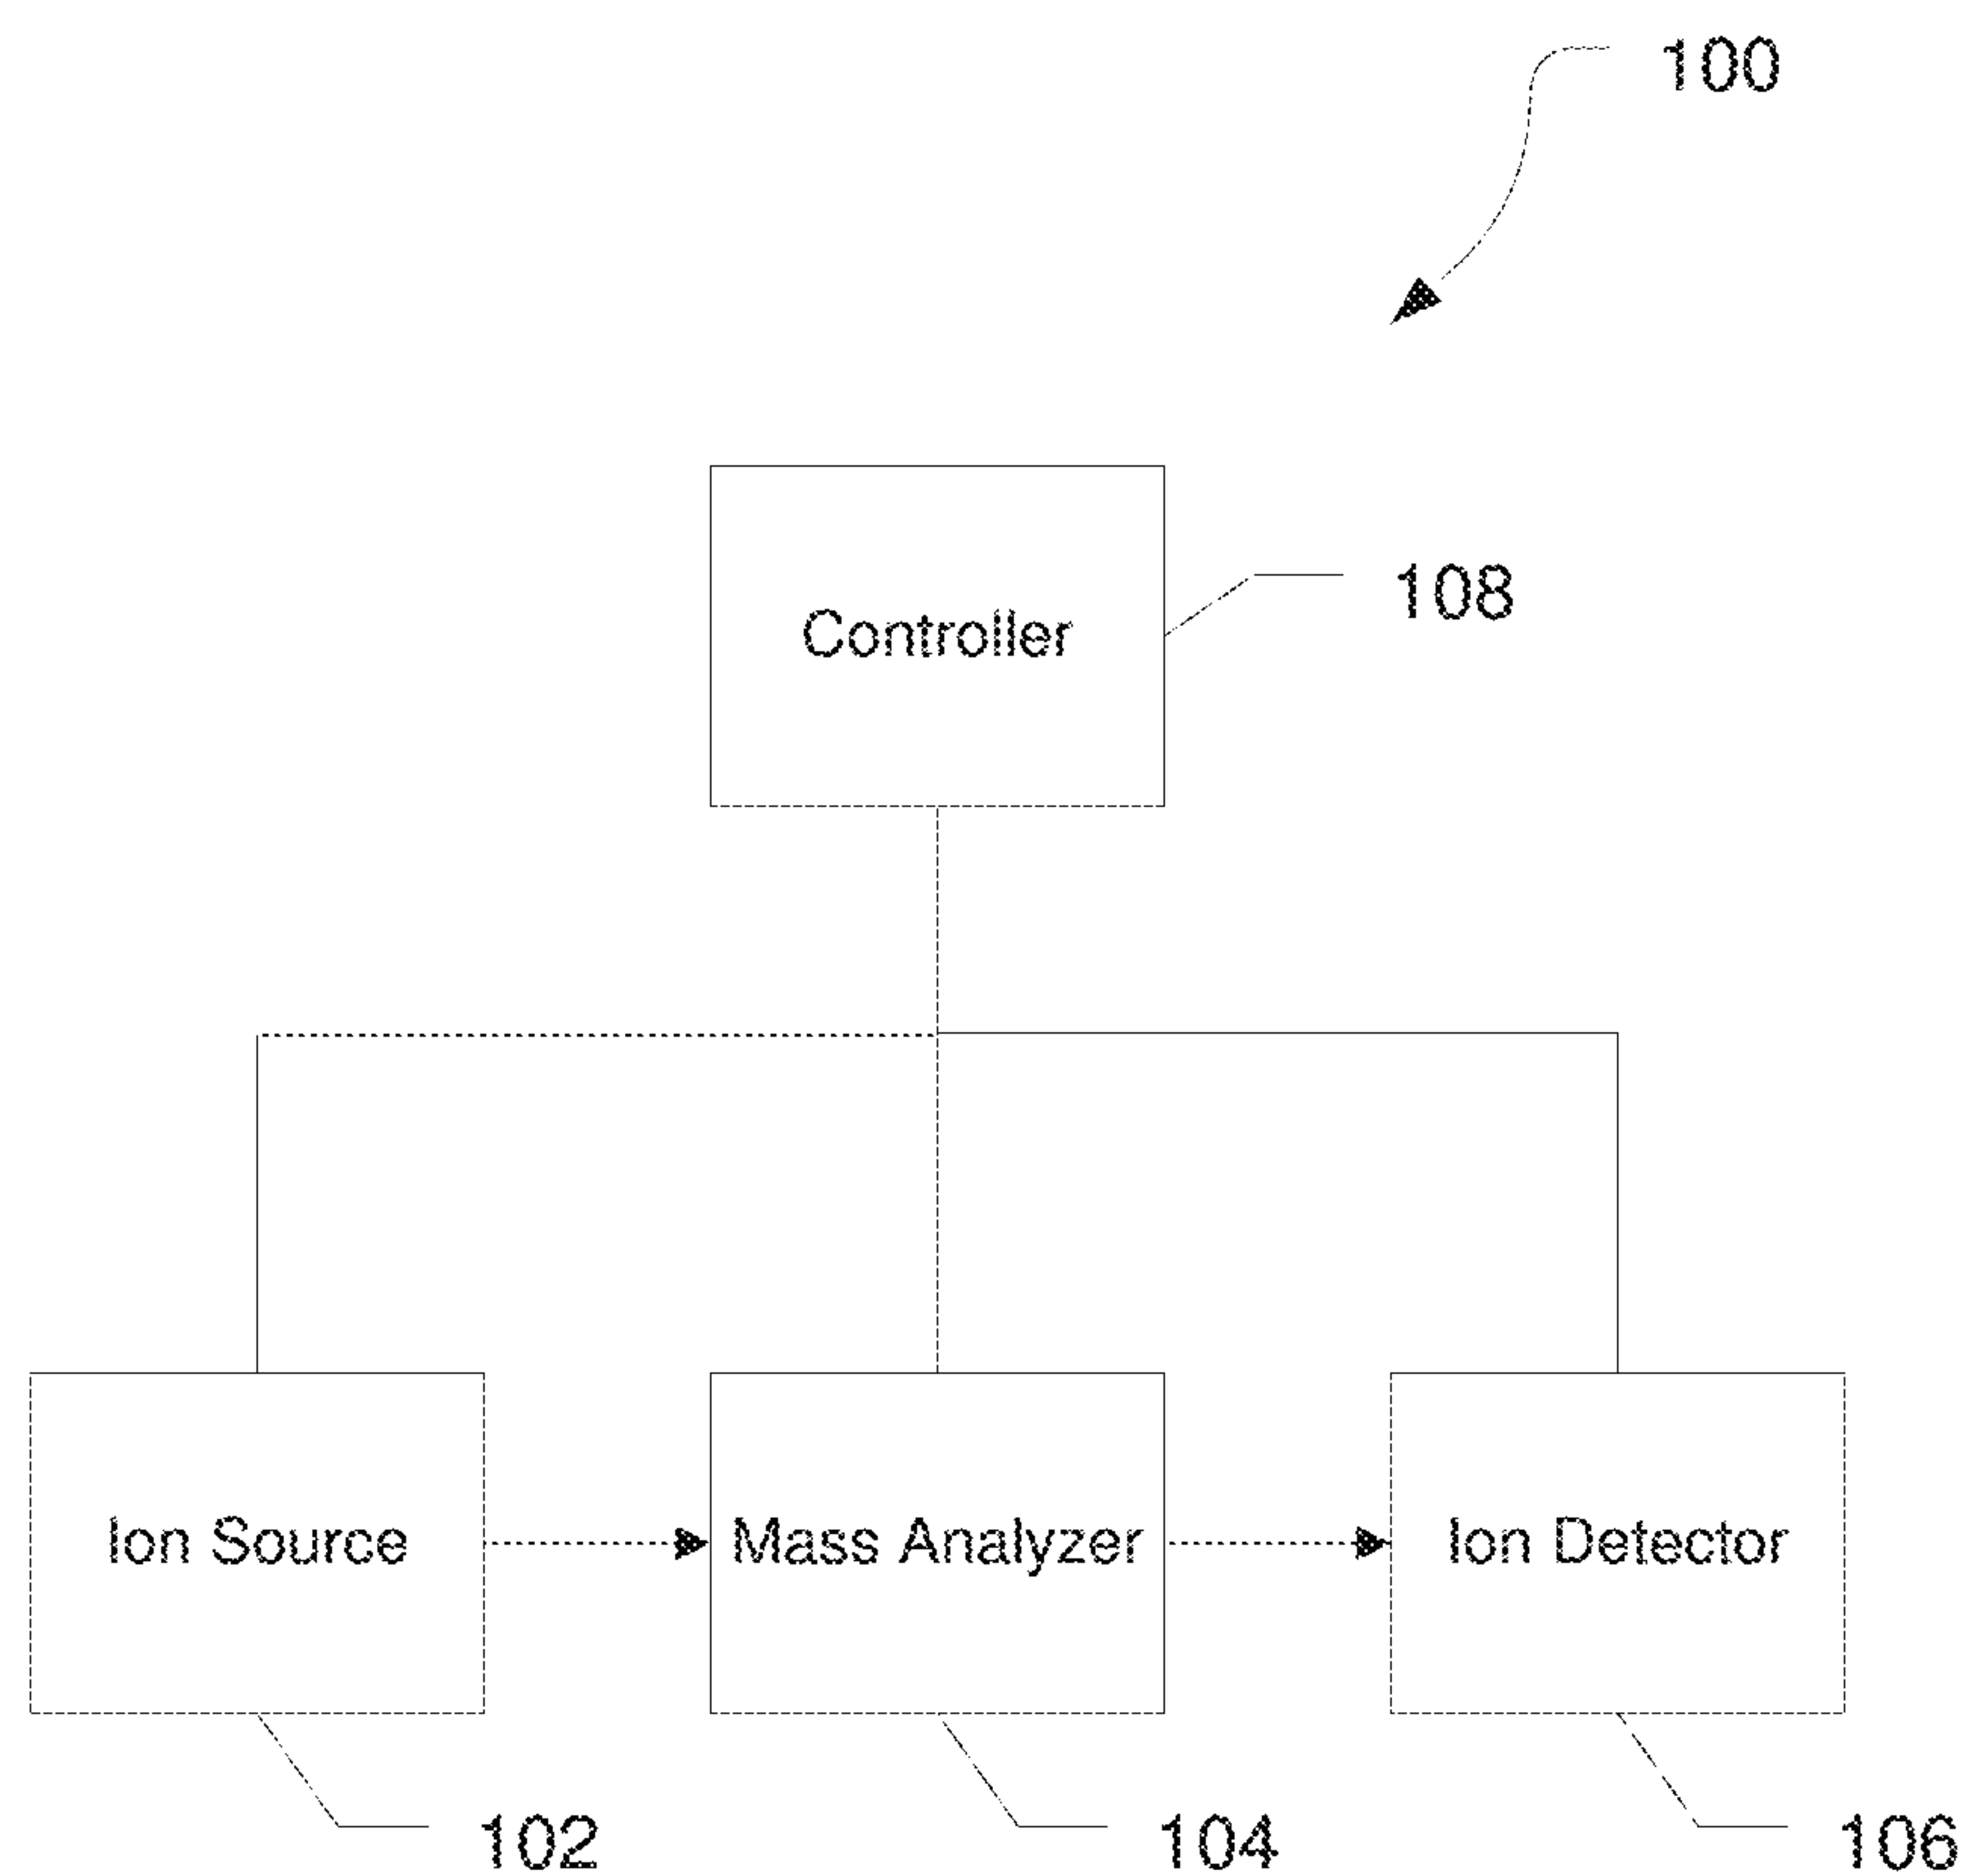 100
108
Controller
Ion Source
Mass Analyzer
Ion Detector
102
104
106